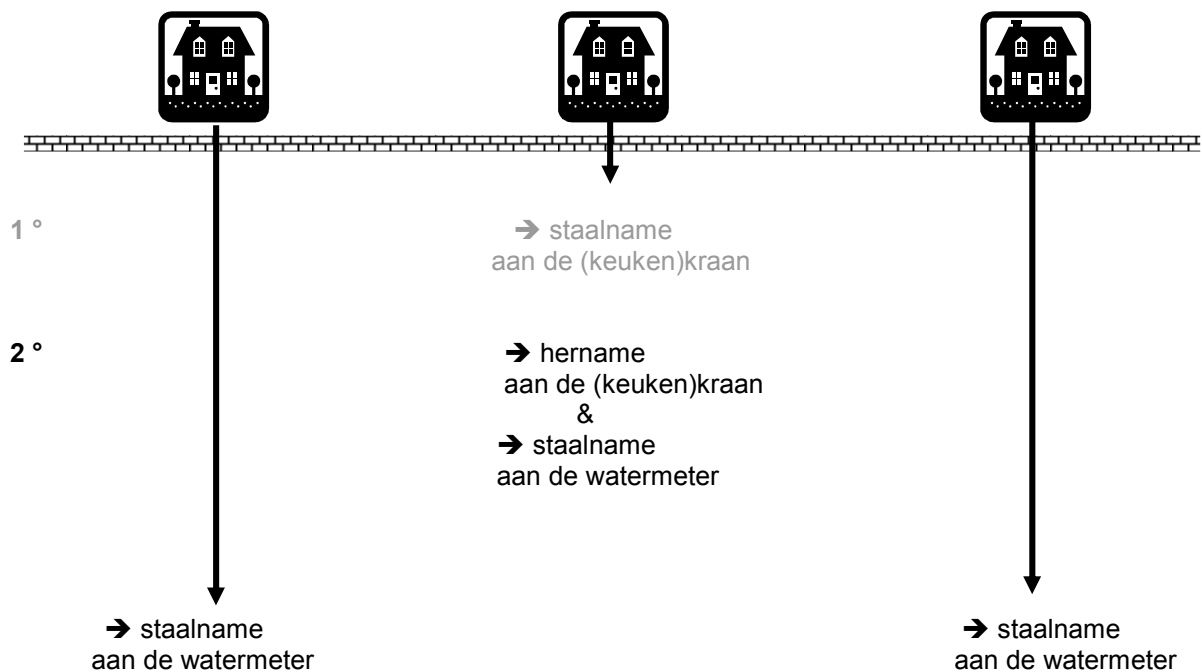 1 °
➔ staalname
aan de (keuken)kraan
2 °
➔ hername
aan de (keuken)kraan
&
➔ staalname
aan de watermeter
➔ staalname
aan de watermeter
➔ staalname
aan de watermeter